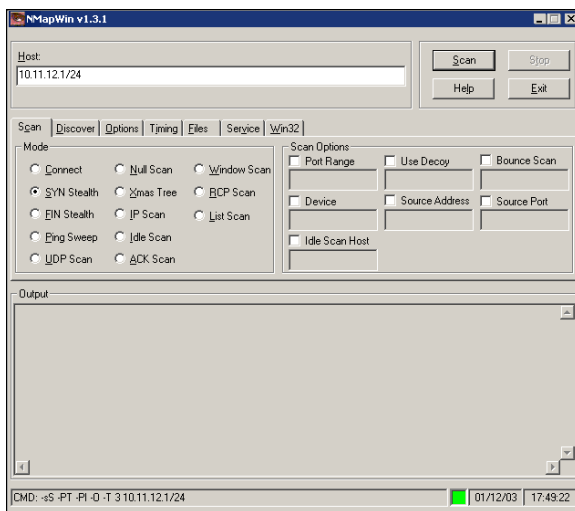 NMapWin v1.3.1
Host:
10.11.12.1/24
Scan Stop
Help Exit
Scan Discover Options Timing Files Service Win32
Mode
Connect Null Scan Window Scan
SYN Stealth Xmas Tree RCP Scan
FIN Stealth IP Scan List Scan
Ping Sweep Idle Scan
UDP Scan ACK Scan
Scan Options
Port Range Use Decoy Bounce Scan
Device Source Address Source Port
Idle Scan Host
Output
CMD: -sS -PT -PI -O -T 3 10.11.12.1/24 01/12/03 17:49:22